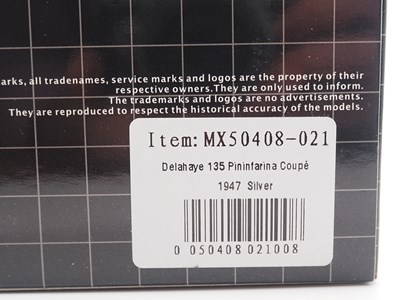 arks, all tradenames, service marks and logos are the property of their
respective owners.They are only used to inform.
The trademarks and logos are no advertisements.
They are reproduced to respect the historical accuracy of the models.
Item:MX50408-021
Delahaye 135 Pininfarina Coupè
1947 Silver
0 050408 021008